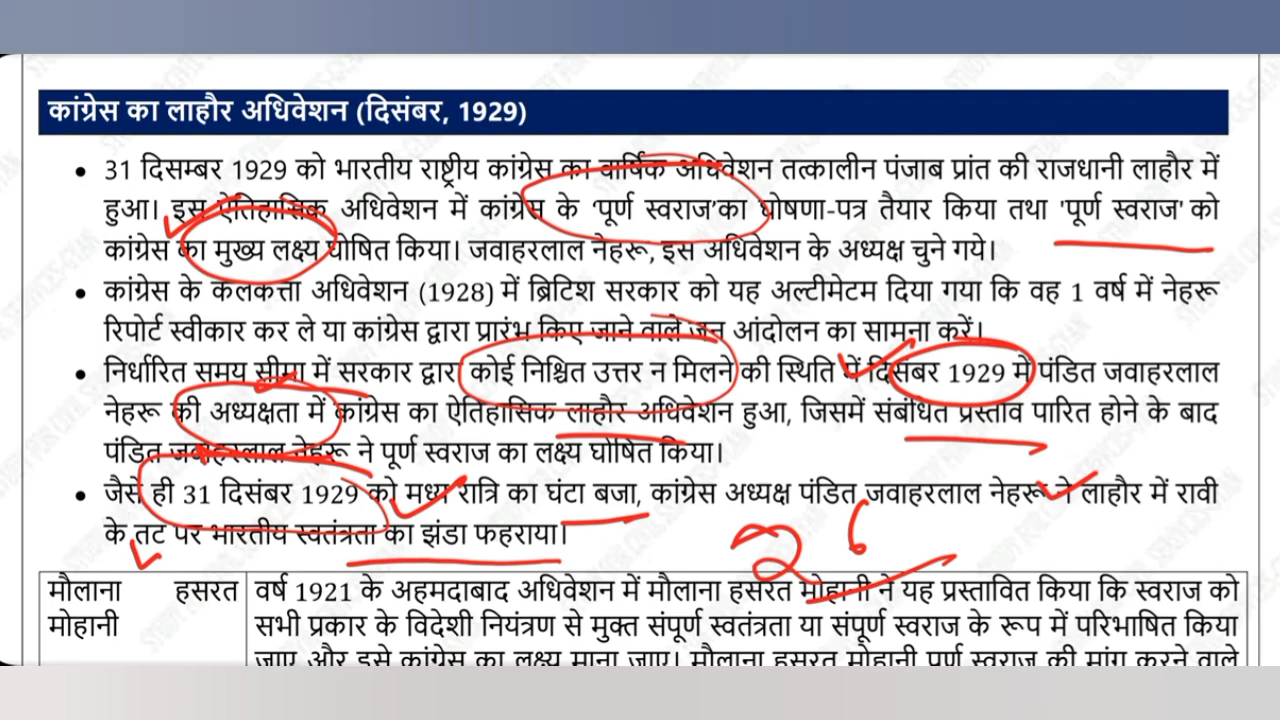 कांग्रेस का लाहौर अधिवेशन (दिसंबर, 1929)
• 31 दिसम्बर 1929 को भारतीय राष्ट्रीय कांग्रेस का वार्षिक अधिवेशन तत्कालीन पंजाब प्रांत की राजधानी लाहौर में
हुआ। इस ऐतिहासिक अधिवेशन में कांग्रेस के 'पूर्ण स्वराज'का घोषणा-पत्र तैयार किया तथा 'पूर्ण स्वराज' को
कांग्रेस का मुख्य लक्ष्य घोषित किया। जवाहरलाल नेहरू, इस अधिवेशन के अध्यक्ष चुने गये।
• कांग्रेस के कलकत्ता अधिवेशन (1928) में ब्रिटिश सरकार को यह अल्टीमेटम दिया गया कि वह 1 वर्ष में नेहरू
रिपोर्ट स्वीकार कर ले या कांग्रेस द्वारा प्रारंभ किए जाने वाले जन आंदोलन का सामना करें।
• निर्धारित समय सीमा में सरकार द्वारा कोई निश्चित उत्तर न मिलने की स्थिति में दिसंबर 1929 में पंडित जवाहरलाल
नेहरू की अध्यक्षता में कांग्रेस का ऐतिहासिक लाहौर अधिवेशन हुआ, जिसमें संबंधित प्रस्ताव पारित होने के बाद
पंडित जवाहरलाल नेहरू ने पूर्ण स्वराज का लक्ष्य घोषित किया।
• जैसे ही 31 दिसंबर 1929 को मध्य रात्रि का घंटा बजा, कांग्रेस अध्यक्ष पंडित जवाहरलाल नेहरू ने लाहौर में रावी
के तट पर भारतीय स्वतंत्रता का झंडा फहराया।
26
मौलाना हसरत
मोहानी
वर्ष 1921 के अहमदाबाद अधिवेशन में मौलाना हसरत मोहानी ने यह प्रस्तावित किया कि स्वराज को
सभी प्रकार के विदेशी नियंत्रण से मुक्त संपूर्ण स्वतंत्रता या संपूर्ण स्वराज के रूप में परिभाषित किया
जाए और इसे कांग्रेस का लक्ष्य माना जाए। मौलाना हसरत मोहानी पूर्ण स्वराज की मांग करने वाले